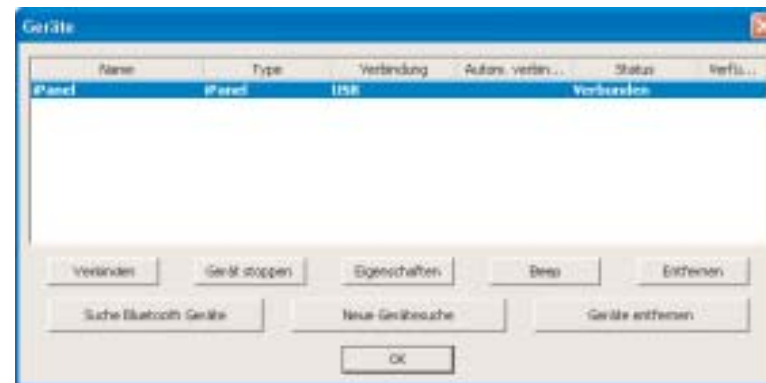 Geräte
Name Type Verbindung Autom. verbin... Status Verfü...
iPanel iPanel USB Verbunden
Verbinden Gerät stoppen Eigenschaften Beep Entfernen
Suche Bluetooth Geräte Neue Gerätesuche Geräte entfernen
OK